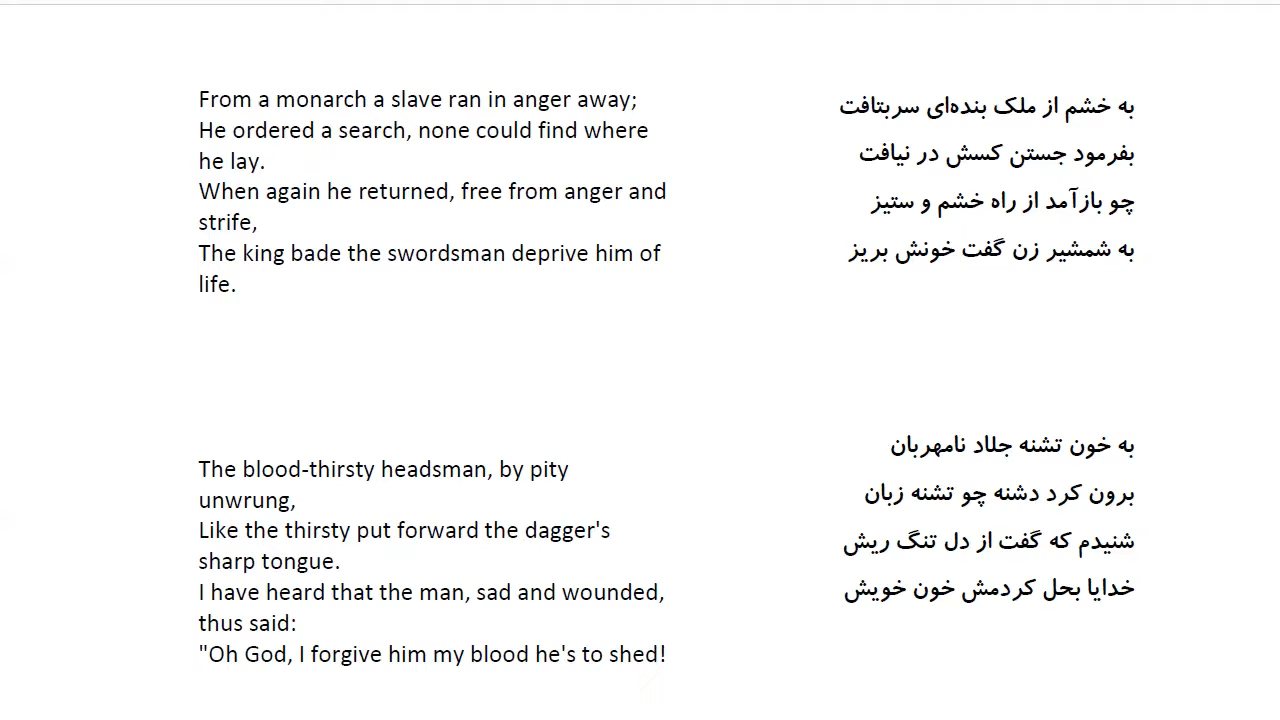 From a monarch a slave ran in anger away;
He ordered a search, none could find where
he lay.
When again he returned, free from anger and
strife,
The king bade the swordsman deprive him of
life.
به خشم از ملک بنده‌ای سربتافت
بفرمود جستن کسش در نیافت
چو بازآمد از راه خشم و ستیز
به شمشیر زن گفت خونش بریز
The blood-thirsty headsman, by pity
unwrung,
Like the thirsty put forward the dagger's
sharp tongue.
I have heard that the man, sad and wounded,
thus said:
"Oh God, I forgive him my blood he's to shed!
به خون تشنه جلاد نامهربان
برون کرد دشنه چو تشنه زبان
شنیدم که گفت از دل تنگ ریش
خدایا بحل کردمش خون خویش